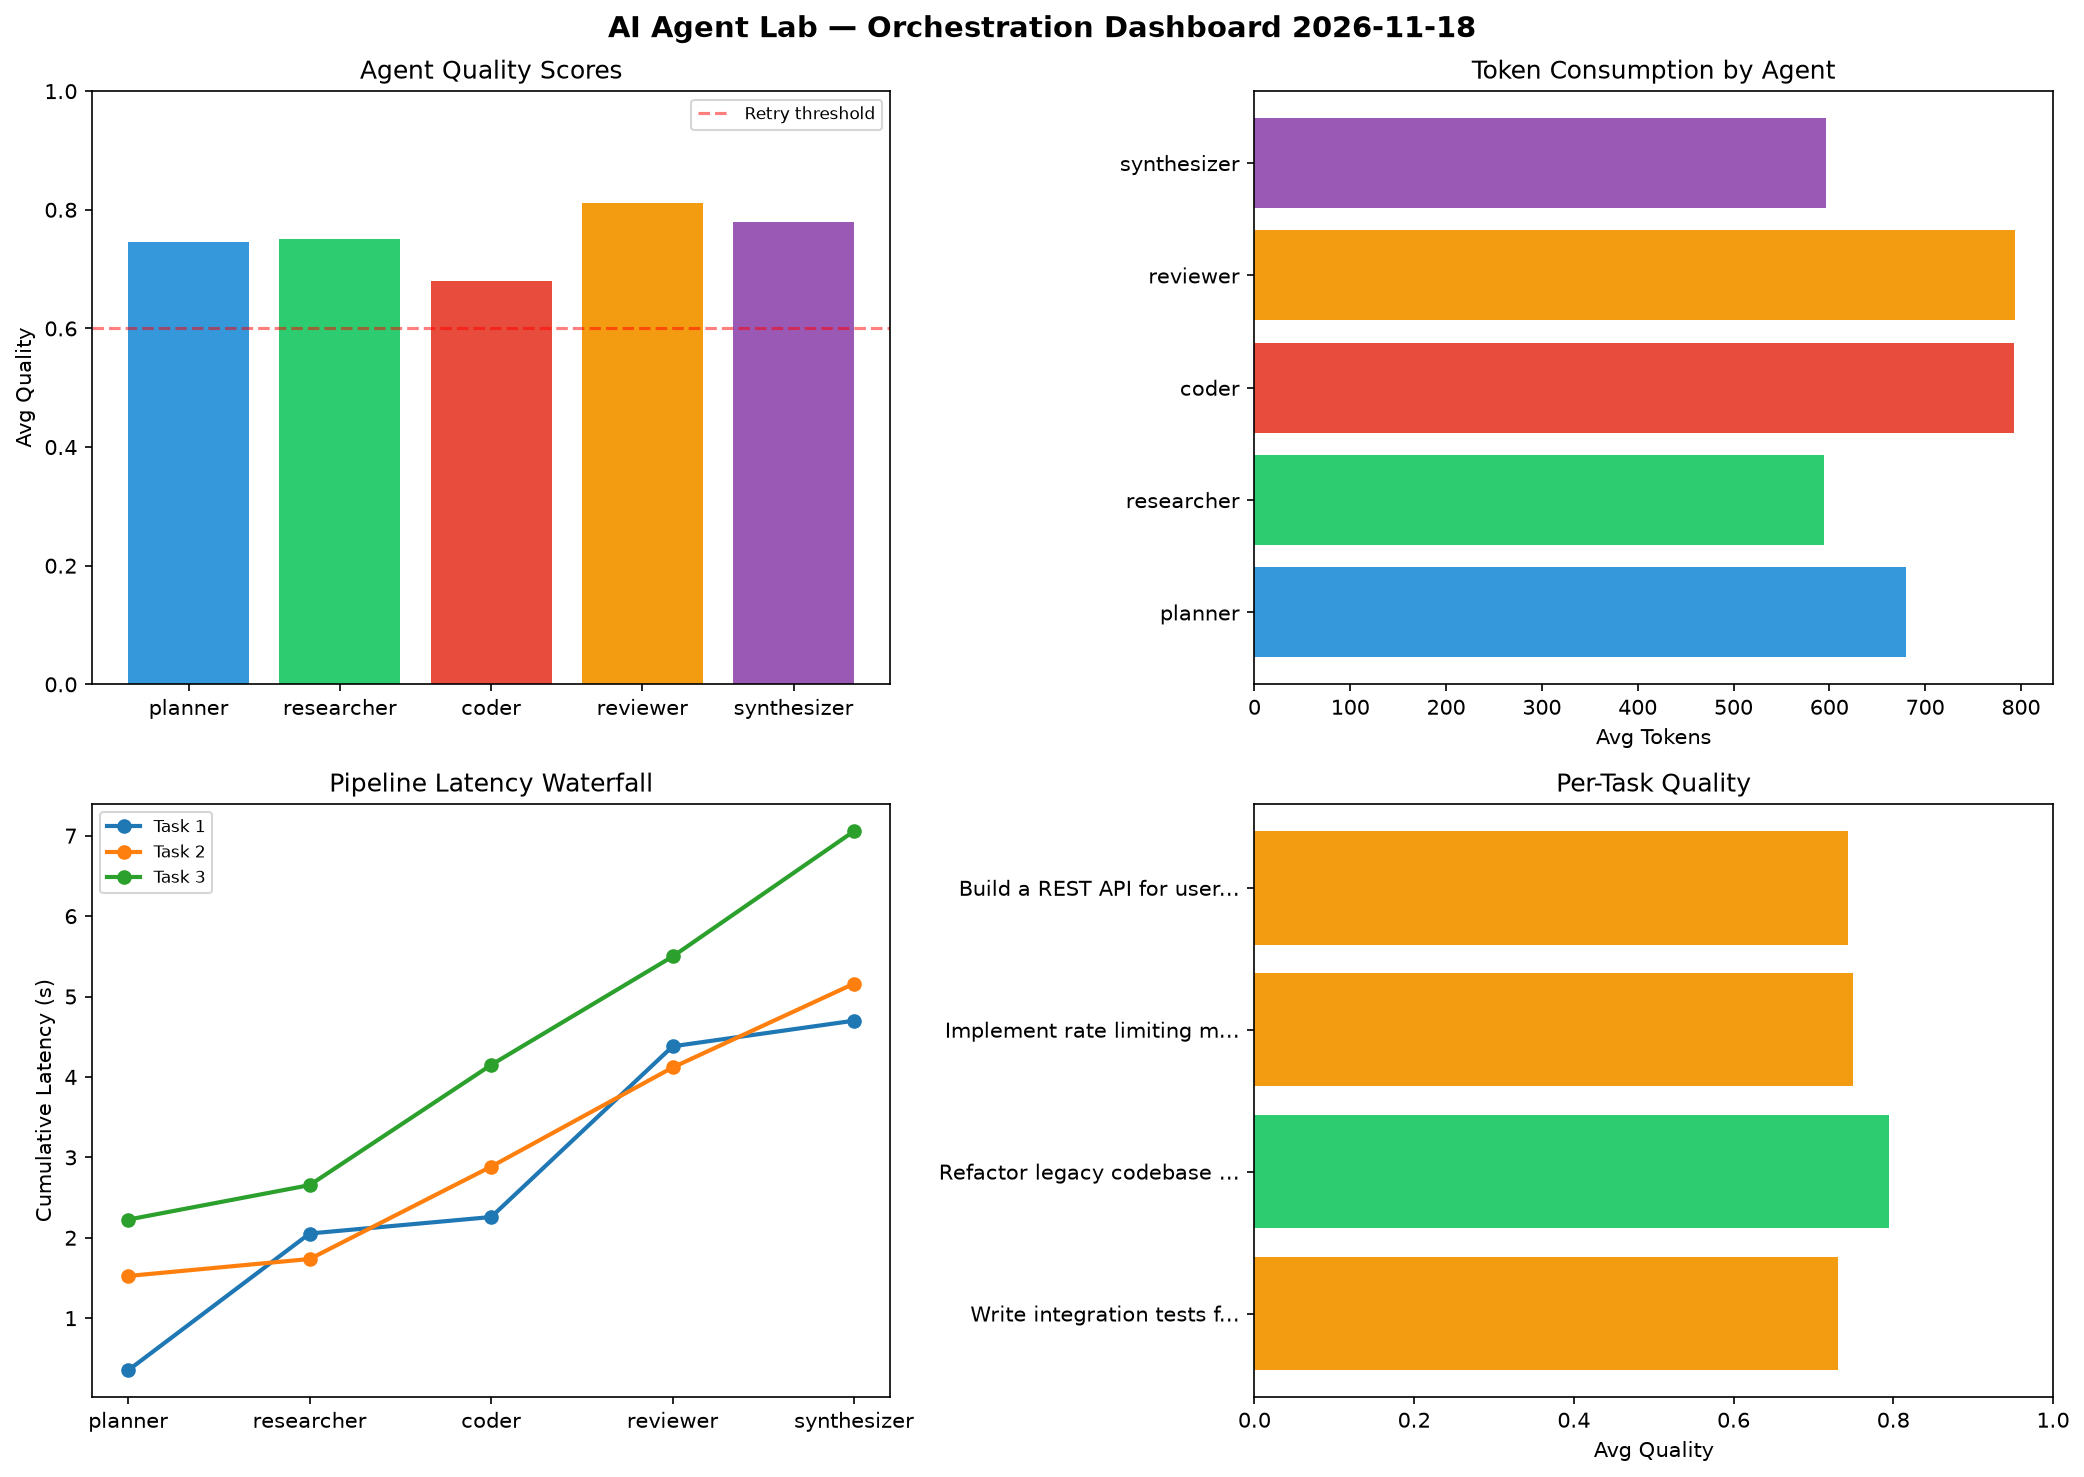 AI Agent Lab — Orchestration Dashboard 2026-11-18
Agent Quality Scores
Avg Quality
1.0
0.8
0.6
0.4
0.2
0.0
Retry threshold
planner researcher coder reviewer synthesizer
Token Consumption by Agent
synthesizer
reviewer
coder
researcher
planner
0 100 200 300 400 500 600 700 800
Avg Tokens
Pipeline Latency Waterfall
Cumulative Latency (s)
7
6
5
4
3
2
1
Task 1
Task 2
Task 3
planner researcher coder reviewer synthesizer
Per-Task Quality
Build a REST API for user...
Implement rate limiting m...
Refactor legacy codebase ...
Write integration tests f...
0.0 0.2 0.4 0.6 0.8 1.0
Avg Quality